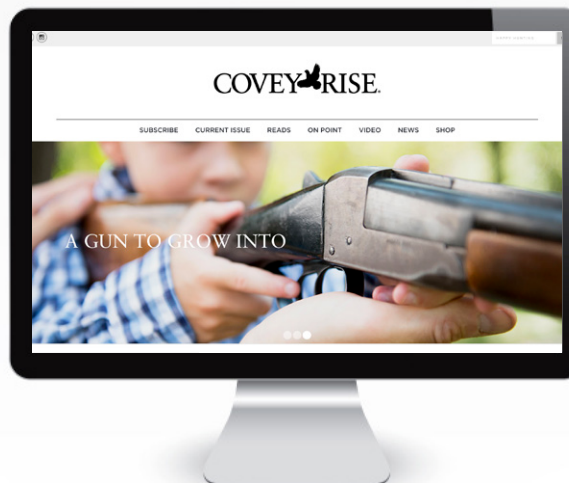 COVEY RISE
SUBSCRIBE CURRENT ISSUE READS ON POINT VIDEO NEWS SHOP
A GUN TO GROW INTO